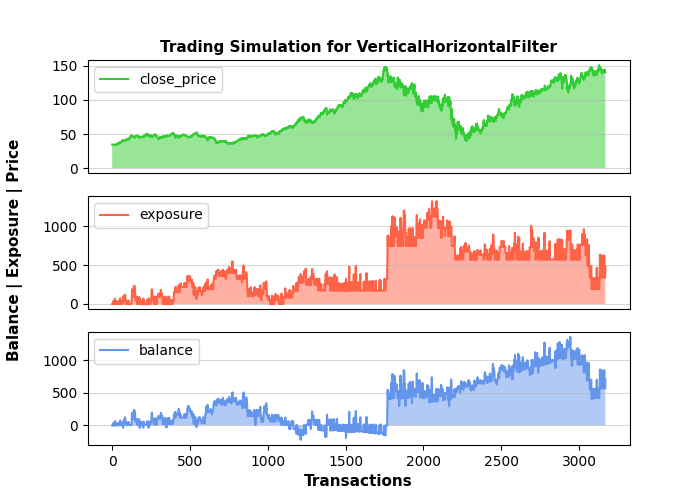 Trading Simulation for VerticalHorizontalFilter
Balance | Exposure | Price
150
100
50
0
close_price
1000
500
0
exposure
1000
500
0
balance
0 500 1000 1500 2000 2500 3000
Transactions